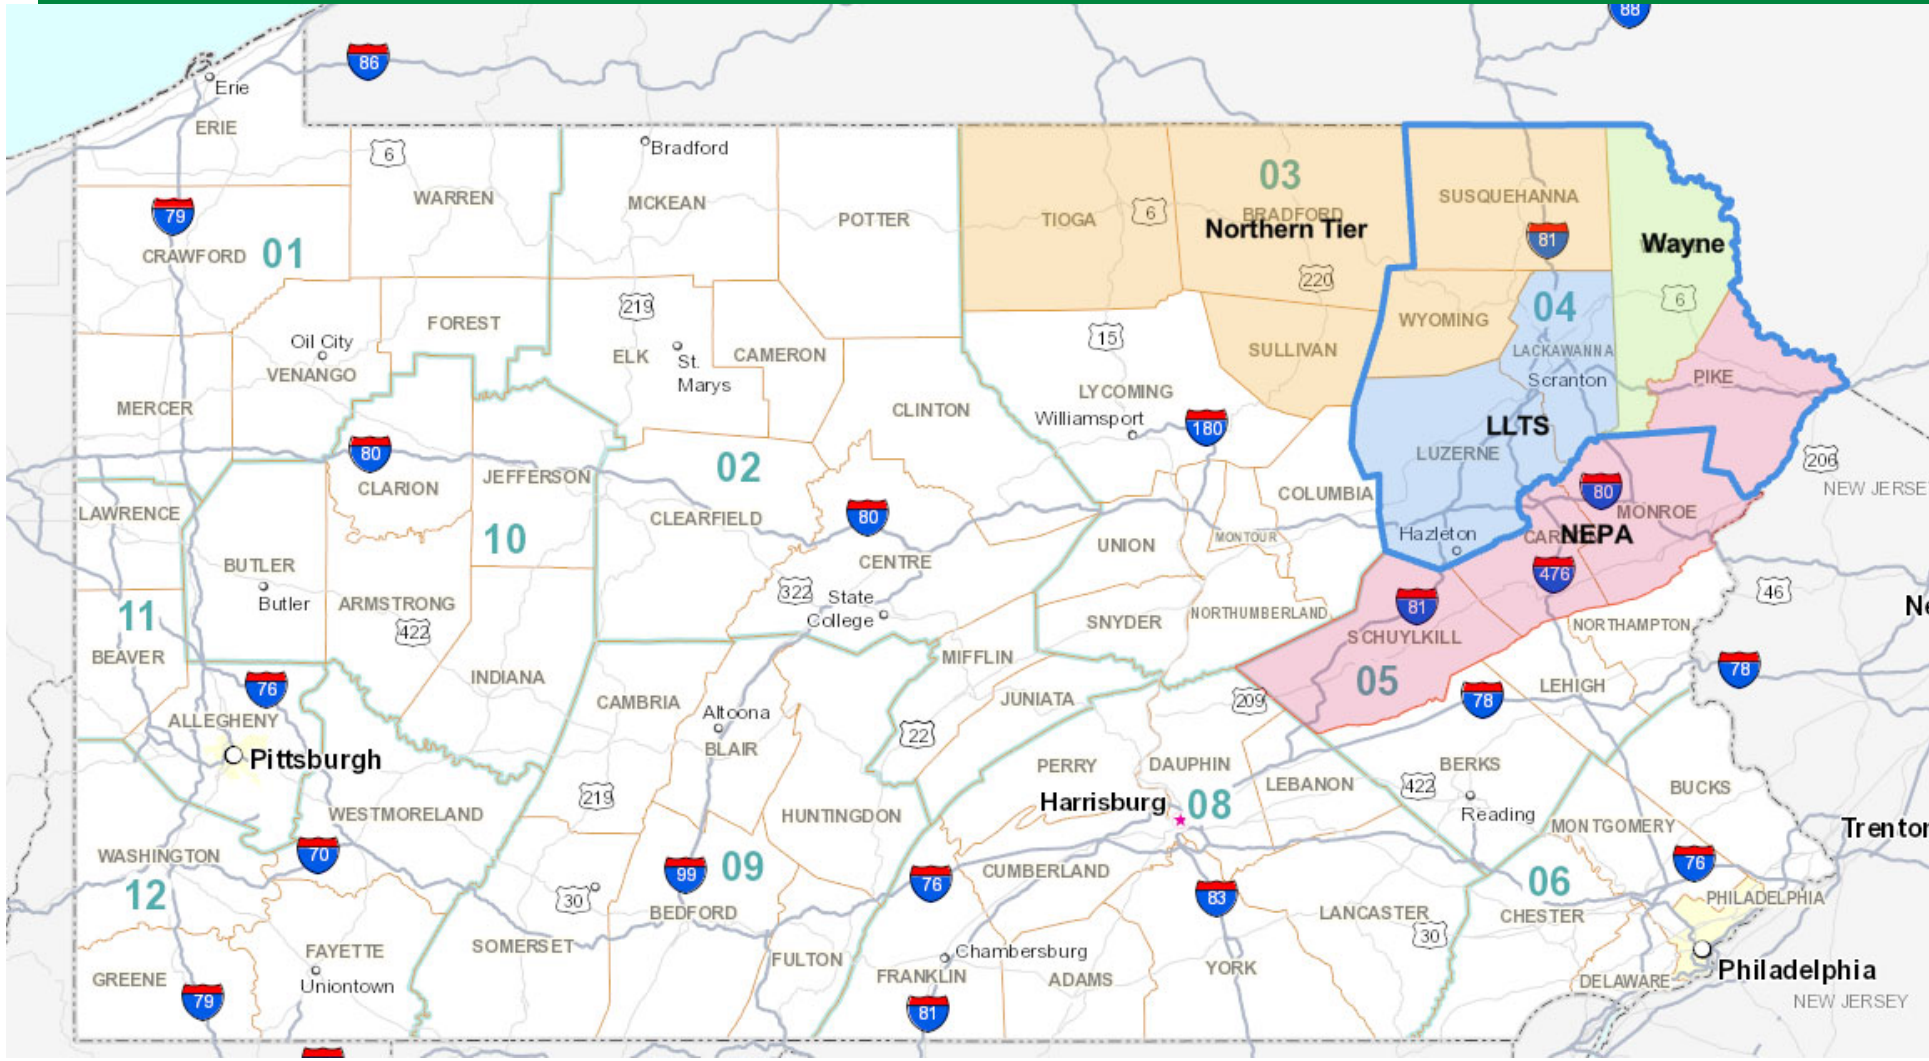 88
86
Erie
ERIE
6
Bradford
03
WARREN
MCKEAN
POTTER
TIOGA
6
BRADFORD
Northern Tier
SUSQUEHANNA
79
81
Wayne
CRAWFORD
01
220
219
04
6
FOREST
WYOMING
Oil City
VENANGO
ELK
St.
Marys
CAMERON
15
SULLIVAN
LACKAWANNA
Scranton
PIKE
MERCER
CLINTON
LYCOMING
Williamsport
180
LLTS
80
02
LUZERNE
206
JEFFERSON
CLARION
COLUMBIA
80
NEW JERSE
LAWRENCE
CLEARFIELD
80
MONROE
10
UNION
MONTOUR
Hazleton
NEPA
BUTLER
CENTRE
476
Butler
ARMSTRONG
422
322
State
College
81
46
11
SNYDER
NORTHUMBERLAND
SCHUYLKILL
NORTHAMPTON
BEAVER
MIFFLIN
78
INDIANA
05
76
CAMBRIA
JUNIATA
209
78
LEHIGH
ALLEGHENY
Altoona
BLAIR
22
Pittsburgh
PERRY
DAUPHIN
BERKS
219
LEBANON
422
BUCKS
Harrisburg
08
WESTMORELAND
HUNTINGDON
Reading
MONTGOMERY
Trenton
WASHINGTON
70
99
09
76
CUMBERLAND
76
12
30
83
06
PHILADELPHIA
BEDFORD
LANCASTER
CHESTER
30
SOMERSET
FAYETTE
FULTON
Chambersburg
YORK
Philadelphia
GREENE
Uniontown
FRANKLIN
ADAMS
DELAWARE
79
81
NEW JERSEY